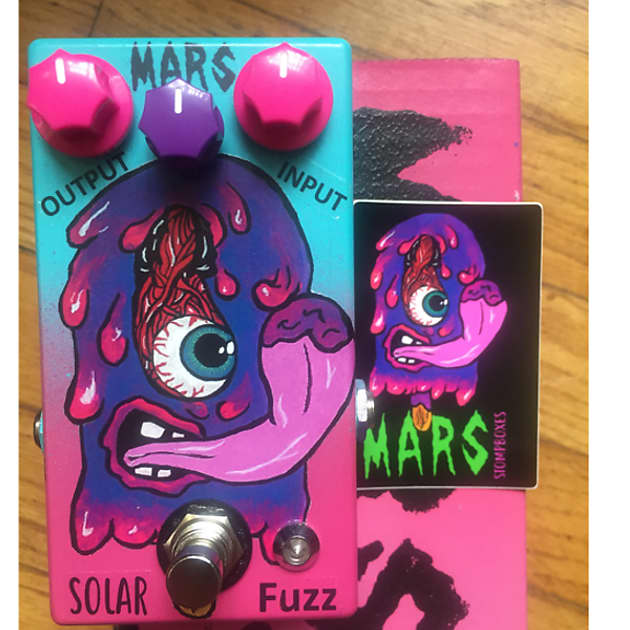 MARS
OUTPUT
INPUT
SOLAR Fuzz
MARS
STOMPBOXES